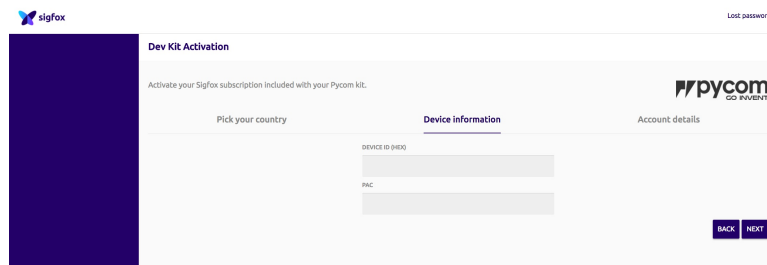 sigfox
Lost passwor
Dev Kit Activation
Activate your Sigfox subscription included with your Pycom kit.
pycom
GO INVENT
Pick your country
Device information
Account details
DEVICE ID (HEX)
PAC
BACK NEXT